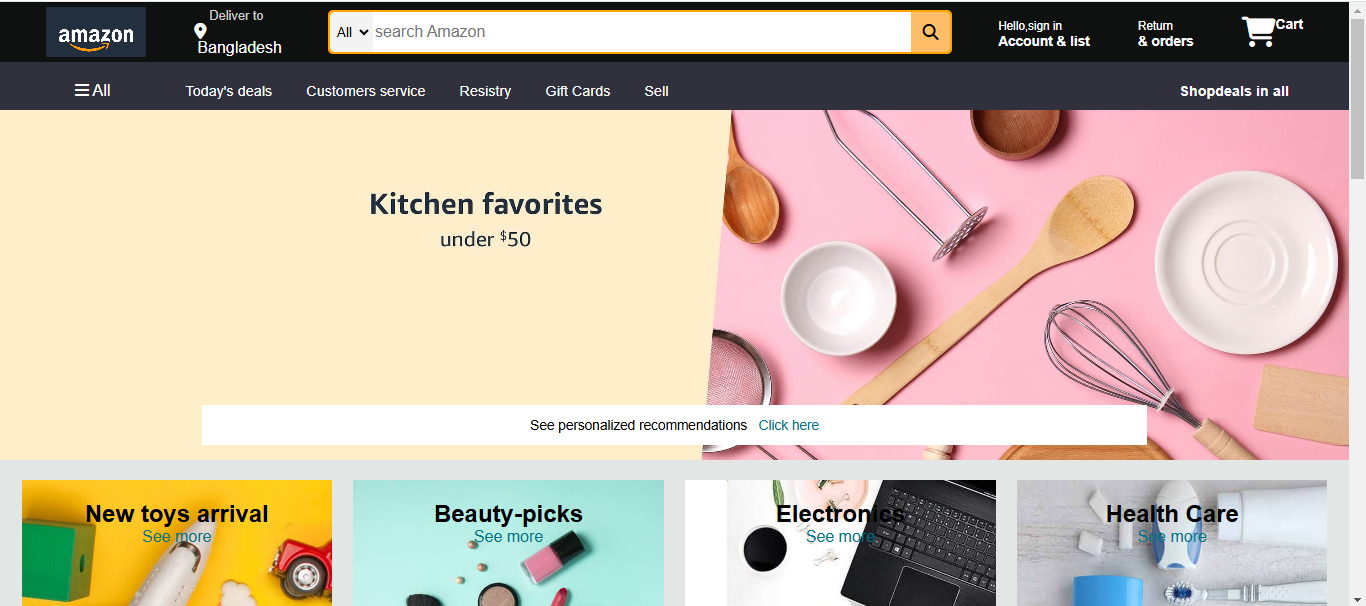 amazon
Deliver to
Bangladesh
All
search Amazon
Hello,sign in
Account & list
Return
& orders
Cart
All
Today's deals
Customers service
Resistry
Gift Cards
Sell
Shopdeals in all
Kitchen favorites
under $50
See personalized recommendations Click here
New toys arrival
See more
Beauty-picks
See more
Electronics
See more
Health Care
See more